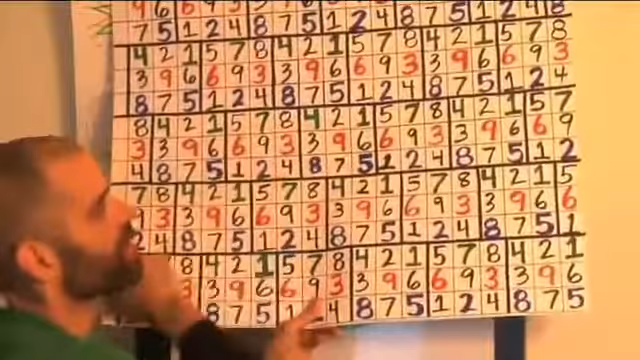 7 5 1 2 4 8 7 5 1 2 4 8 7 5 1 2 4 8
4 2 1 5 7 8 4 2 1 5 7 8 4 2 1 5 7 8
3 9 6 6 9 3 3 9 6 6 9 3 3 9 6 6 9 3
8 7 5 1 2 4 8 7 5 1 2 4 8 7 5 1 2 4
8 4 2 1 5 7 8 4 2 1 5 7 8 4 2 1 5 7
3 3 9 6 6 9 3 3 9 6 6 9 3 3 9 6 6 9
4 8 7 5 1 2 4 8 7 5 1 2 4 8 7 5 1 2
7 8 4 2 1 5 7 8 4 2 1 5 7 8 4 2 1 5
9 3 3 9 6 6 9 3 3 9 6 6 9 3 3 9 6 6
2 4 8 7 5 1 2 4 8 7 5 1 2 4 8 7 5 1
8 4 2 1 5 7 8 4 2 1 5 7 8 4 2 1
3 3 9 6 6 9 3 3 9 6 6 9 3 3 9 6
8 7 5 1 4 8 7 5 1 2 4 8 7 5